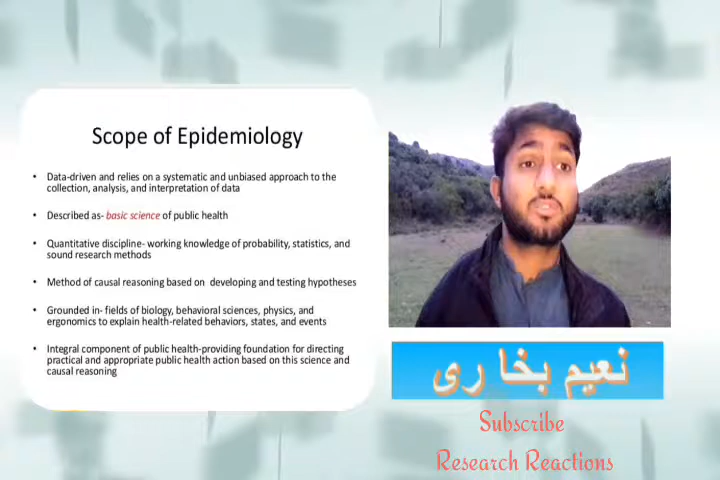 Scope of Epidemiology
• Data-driven and relies on a systematic and unbiased approach to the
collection, analysis, and interpretation of data
• Described as- basic science of public health
• Quantitative discipline- working knowledge of probability, statistics, and
sound research methods
• Method of causal reasoning based on developing and testing hypotheses
• Grounded in- fields of biology, behavioral sciences, physics, and
ergonomics to explain health-related behaviors, states, and events
• Integral component of public health-providing foundation for directing
practical and appropriate public health action based on this science and
causal reasoning
نعیم بخا ری
Subscribe
Research Reactions